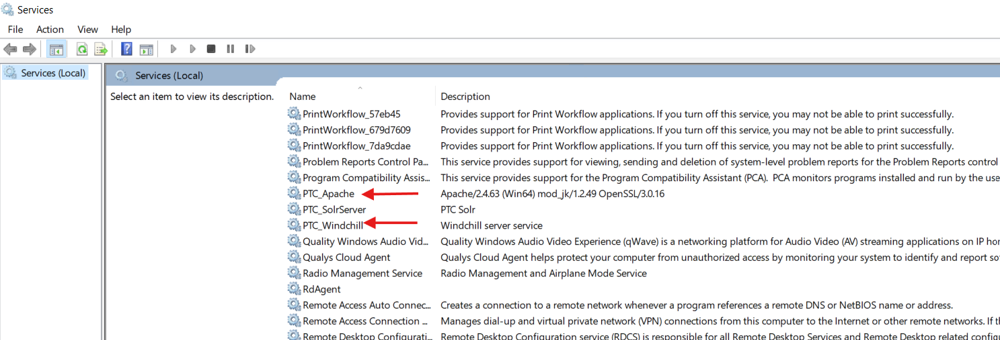 Services
File Action View Help
Services (Local)
Services (Local)
Select an item to view its description.
Name Description
PrintWorkflow_57eb45 Provides support for Print Workflow applications. If you turn off this service, you may not be able to print successfully.
PrintWorkflow_679d7609 Provides support for Print Workflow applications. If you turn off this service, you may not be able to print successfully.
PrintWorkflow_7da9cdae Provides support for Print Workflow applications. If you turn off this service, you may not be able to print successfully.
Problem Reports Control Pa... This service provides support for viewing, sending and deletion of system-level problem reports for the Problem Reports control
Program Compatibility Assis... This service provides support for the Program Compatibility Assistant (PCA). PCA monitors programs installed and run by the use
PTC_Apache Apache/2.4.63 (Win64) mod_jk/1.2.49 OpenSSL/3.0.16
PTC_SolrServer PTC Solr
PTC_Windchill Windchill server service
Quality Windows Audio Vid... Quality Windows Audio Video Experience (qWave) is a networking platform for Audio Video (AV) streaming applications on IP ho
Qualys Cloud Agent Qualys Cloud Agent helps protect your computer from unauthorized access by monitoring your system to identify and report so
Radio Management Service Radio Management and Airplane Mode Service
RdAgent
Remote Access Auto Connec... Creates a connection to a remote network whenever a program references a remote DNS or NetBIOS name or address.
Remote Access Connection ... Manages dial-up and virtual private network (VPN) connections from this computer to the Internet or other remote networks. If th
Remote Desktop Configurati... Remote Desktop Configuration service (RDCS) is responsible for all Remote Desktop Services and Remote Desktop related config